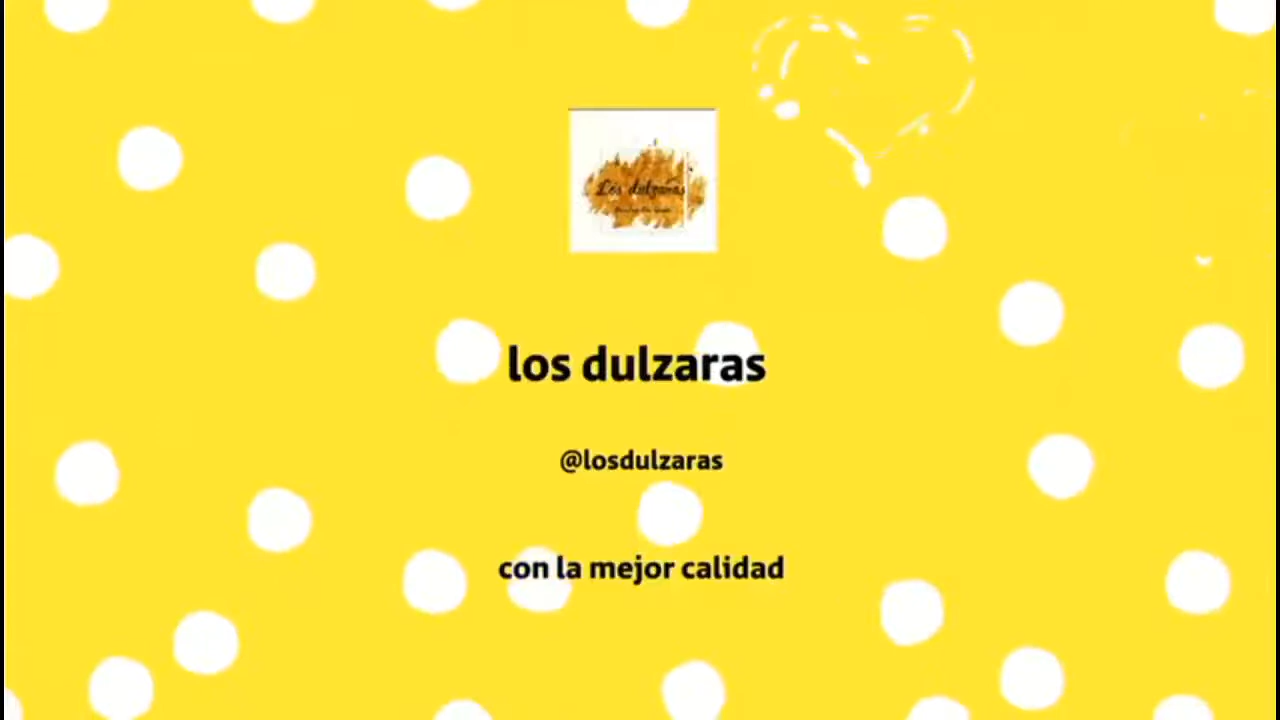 Los dulzaras
los dulzaras
@losdulzaras
con la mejor calidad